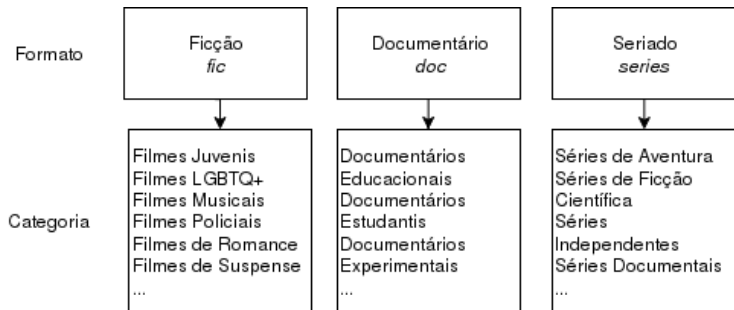 Formato
Ficção
fic
Documentário
doc
Seriado
series
Categoria
Filmes Juvenis
Filmes LGBTQ+
Filmes Musicais
Filmes Policiais
Filmes de Romance
Filmes de Suspense
...
Documentários
Educacionais
Documentários
Estudantis
Documentários
Experimentais
...
Séries de Aventura
Séries de Ficção
Científica
Séries
Independentes
Séries Documentais
...